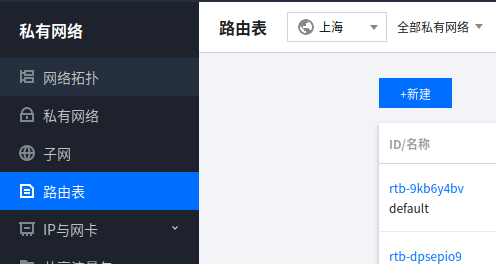 私有网络
路由表
上海
全部私有网络
网络拓扑
私有网络
子网
路由表
IP与网卡
+新建
ID/名称
rtb-9kb6y4bv
default
rtb-dpsepio9